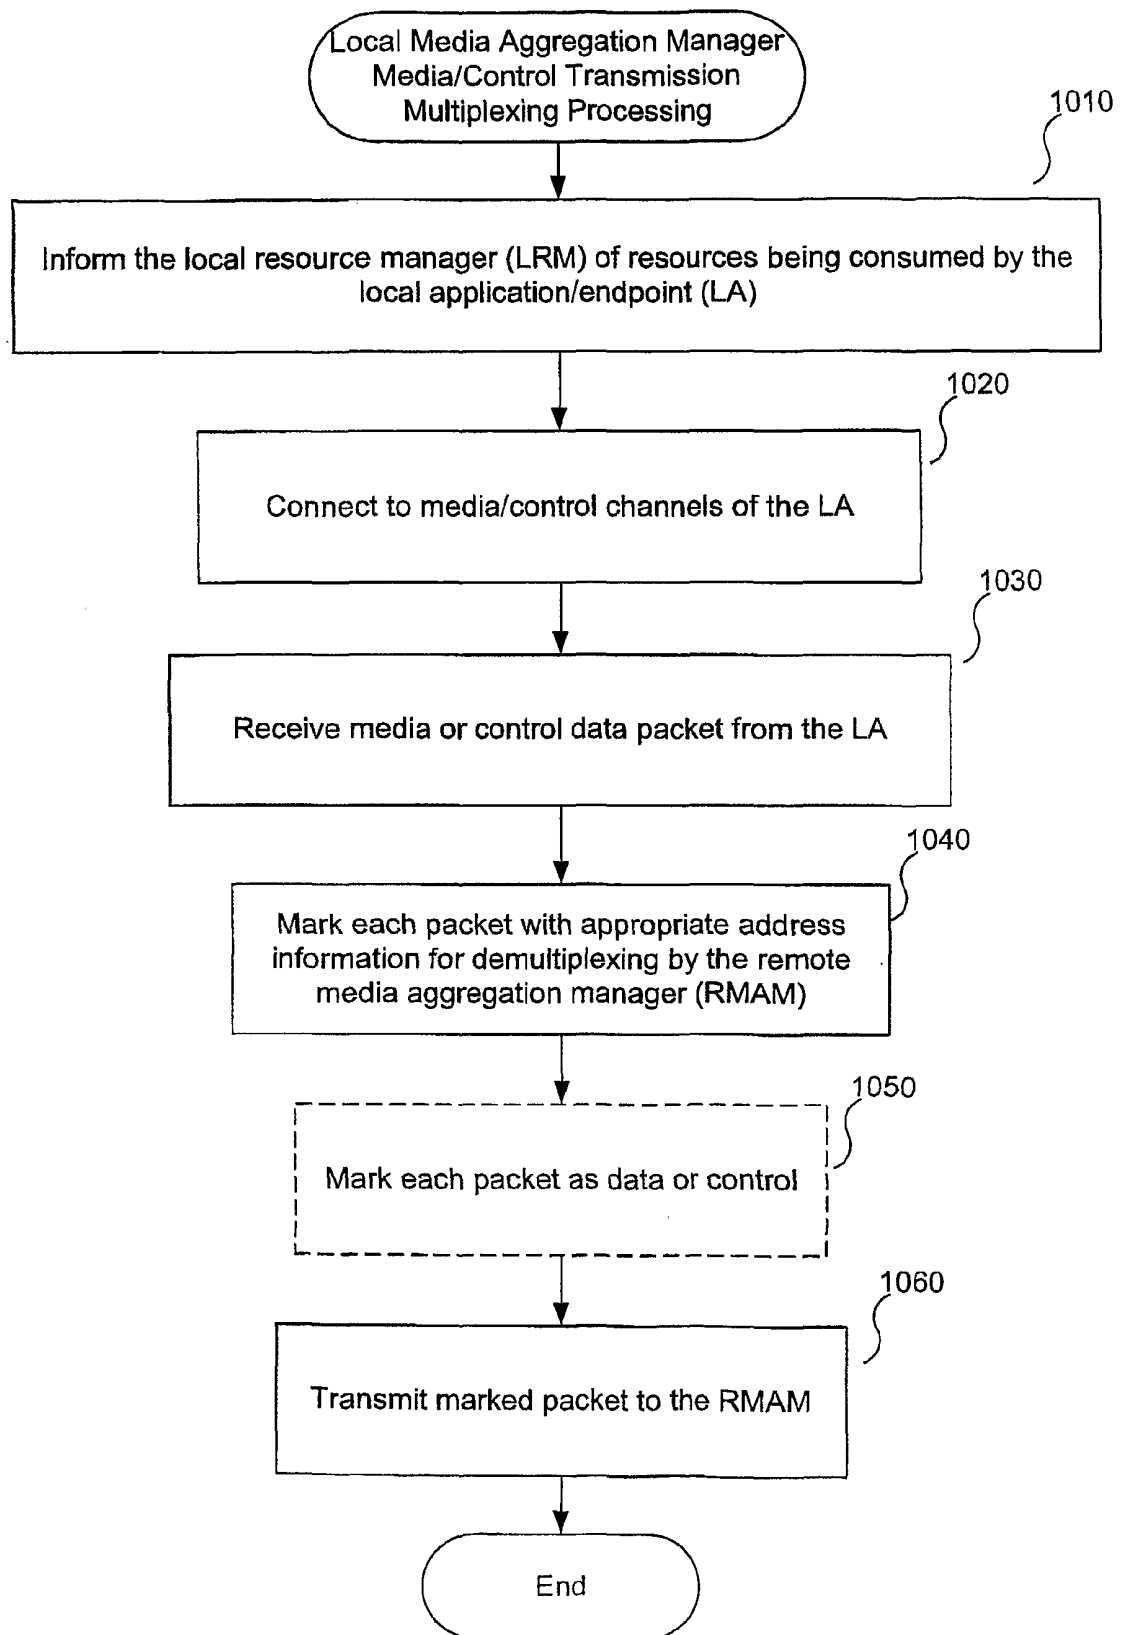 Local Media Aggregation Manager
Media/Control Transmission
Multiplexing Processing
1010
Inform the local resource manager (LRM) of resources being consumed by the
local application/endpoint (LA)
1020
Connect to media/control channels of the LA
1030
Receive media or control data packet from the LA
1040
Mark each packet with appropriate address
information for demultiplexing by the remote
media aggregation manager (RMAM)
1050
Mark each packet as data or control
1060
Transmit marked packet to the RMAM
End